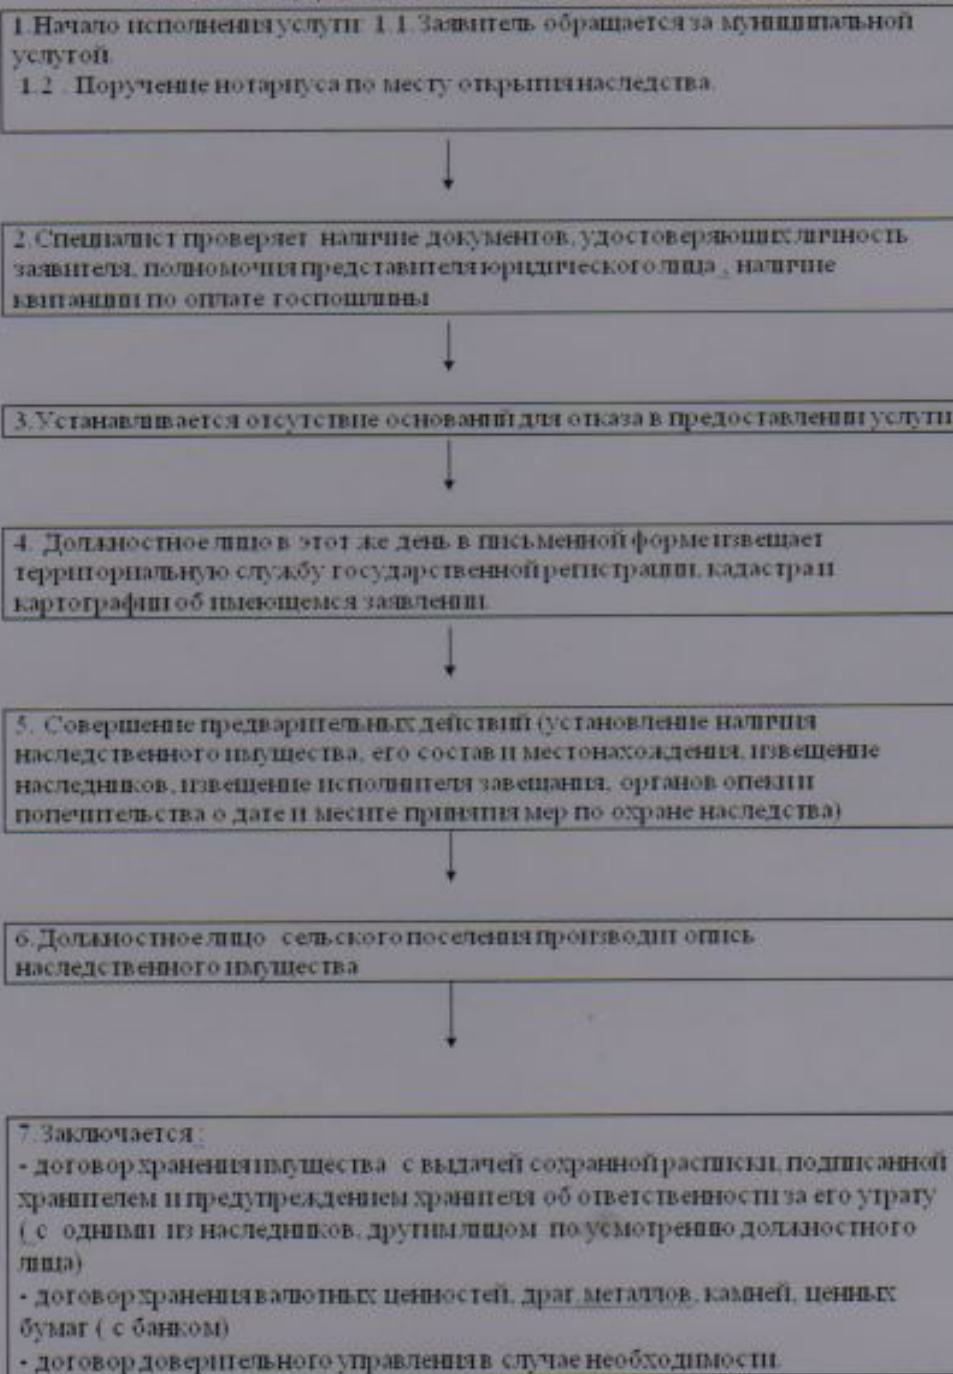 1.Начало исполнения услуги 1.1.Заявитель обращается за муниципальной
услугой.
1.2 . Поручение нотариуса по месту открытия наследства.
2.Специалист проверяет наличие документов, удостоверяющих личность
заявителя, полномочия представителя юридического лица , наличие
квитанции по оплате госпошлины
3.Устанавливается отсутствие оснований для отказа в предоставлении услуги
4. Должностное лицо в этот же день в письменной форме извещает
территориальную службу государственной регистрации, кадастра и
картографии об имеющемся заявлении.
5. Совершение предварительных действий (установление наличия
наследственного имущества, его состав и местонахождения, извещение
наследников, извещение исполнителя завещания, органов опеки и
попечительства о дате и месите принятия мер по охране наследства)
6.Должностное лицо сельского поселения производит опись
наследственного имущества
7.Заключается :
- договор хранения имущества с выдачей сохранной расписки, подписанной
хранителем и предупреждением хранителя об ответственности за его утрату
( с одними из наследников, другим лицом по усмотрению должностного
лица)
- договор хранения валютных ценностей, драг.металлов, камней, ценных
бумаг ( с банком)
- договор доверительного управления в случае необходимости.